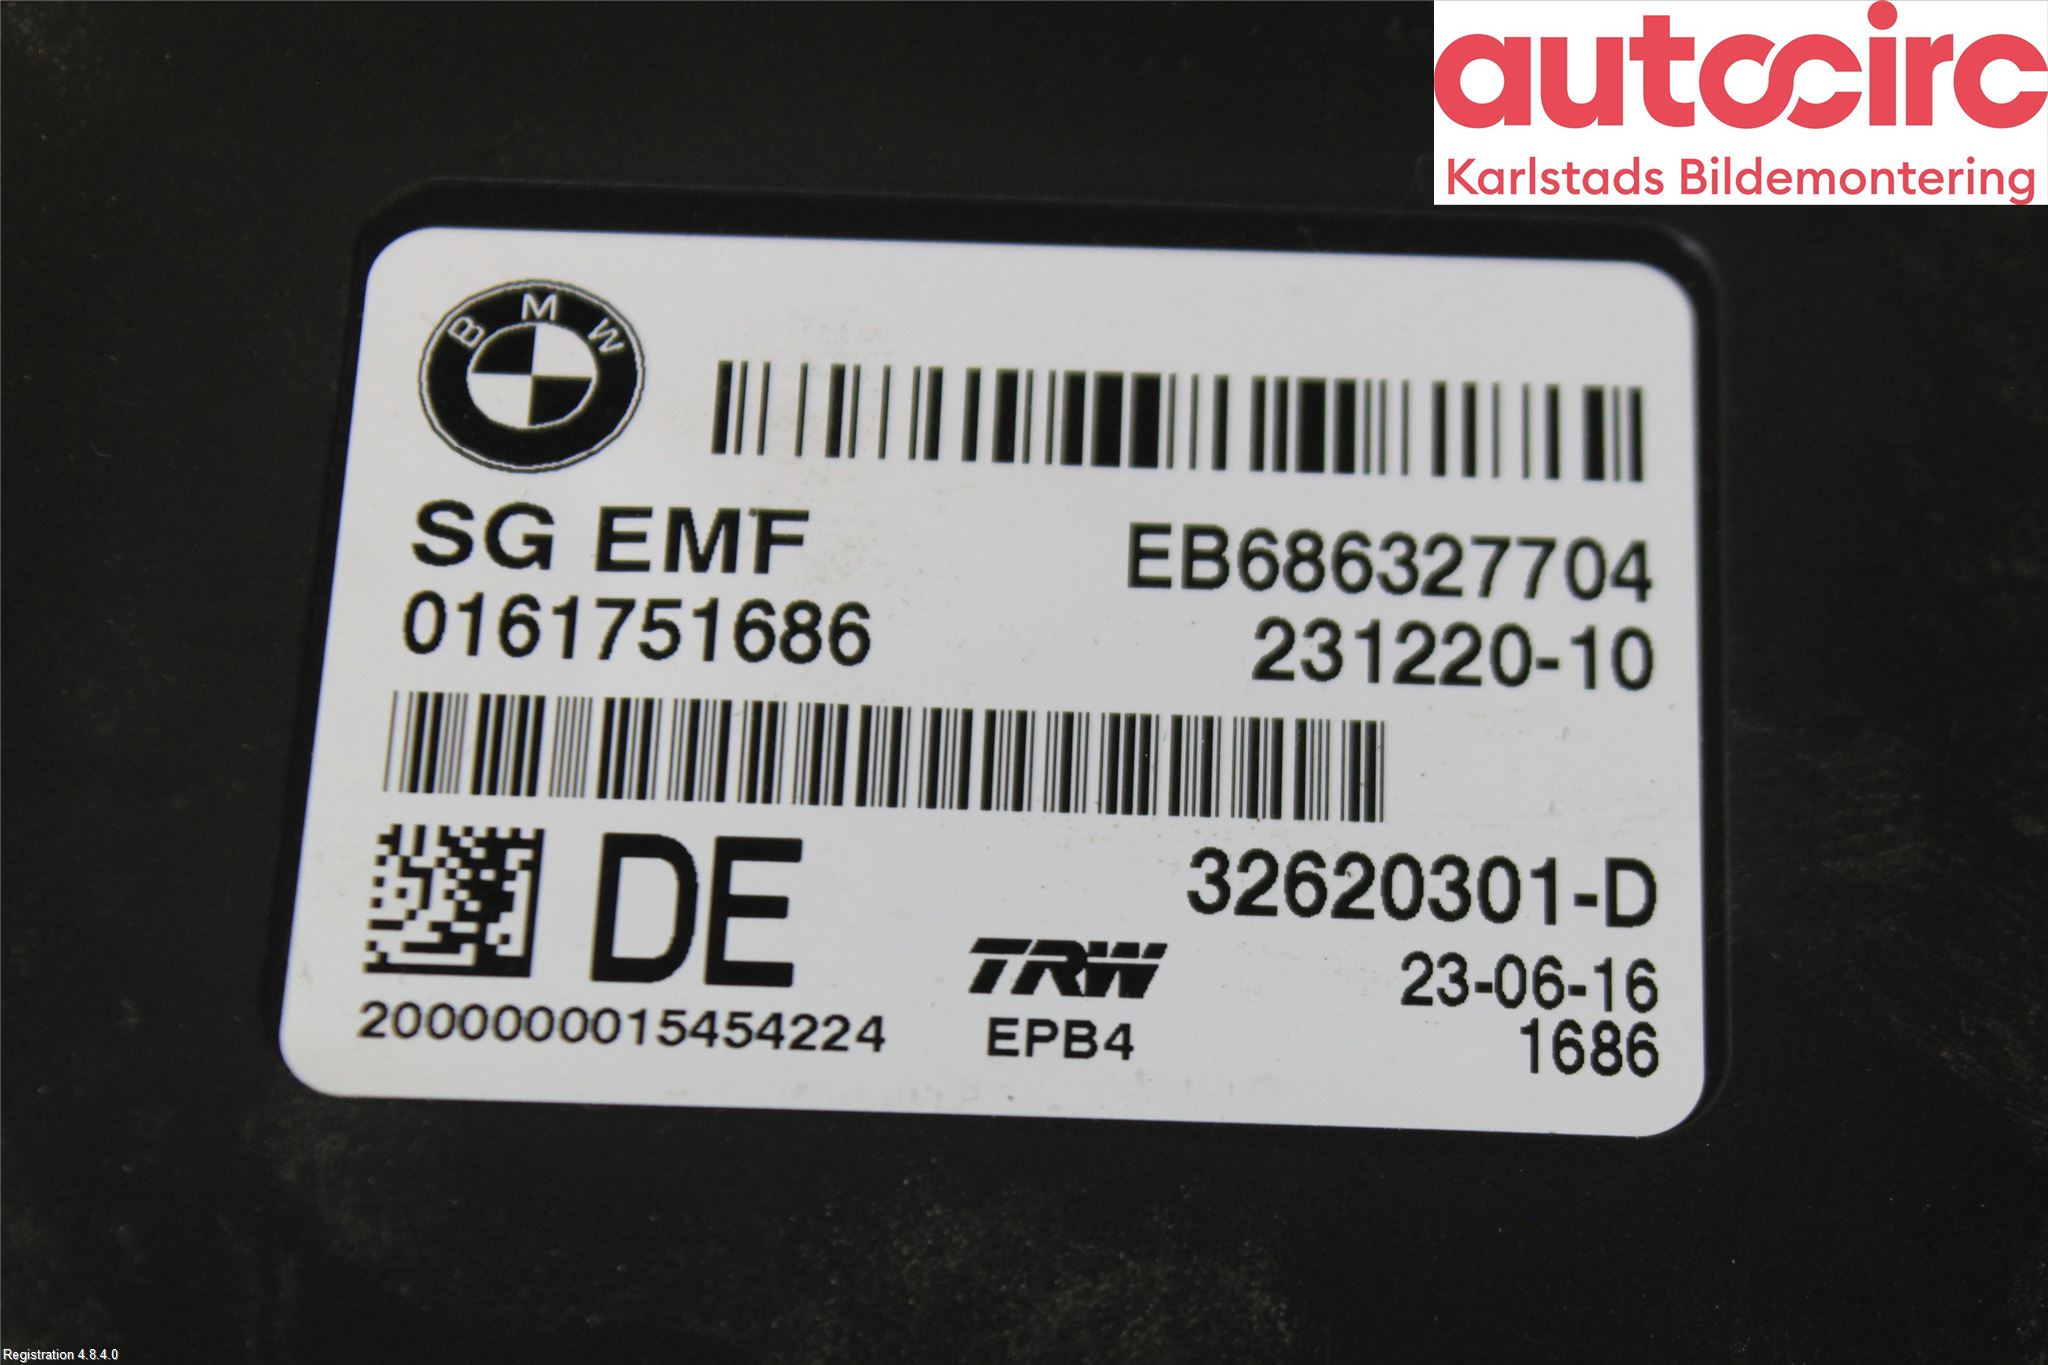 autocirc
Karlstads Bildemontering
BMW
SG EMF
EB686327704
0161751686
231220-10
DE
32620301-D
TRW
23-06-16
2000000015454224
EPB4
1686
Registration 4.8.4.0